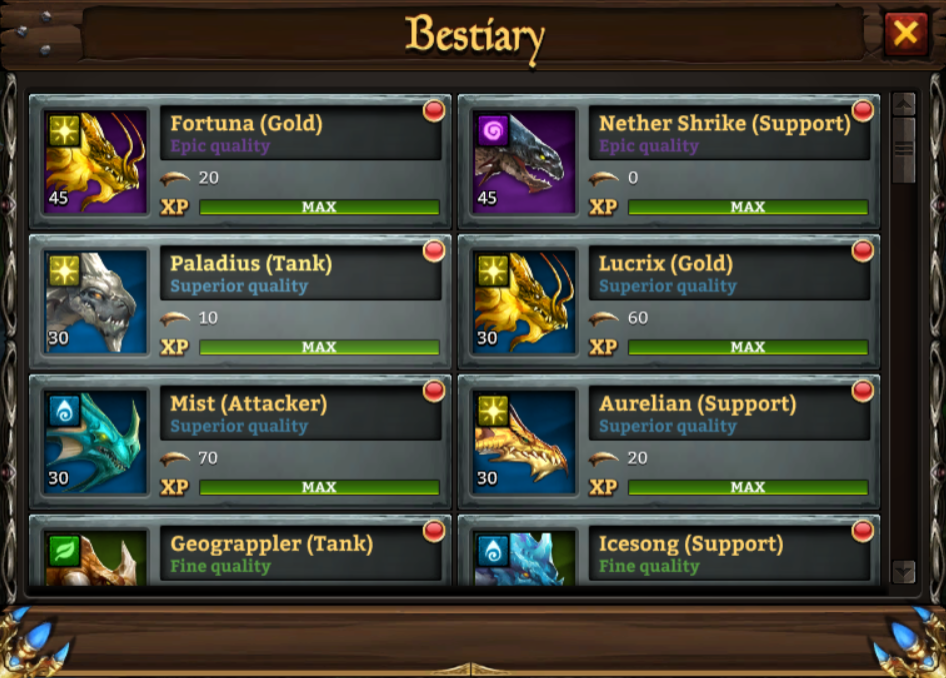 Bestiary
Fortuna (Gold)
Epic quality
20
45
XP MAX
Nether Shrike (Support)
Epic quality
0
45
XP MAX
Paladius (Tank)
Superior quality
10
30
XP MAX
Lucrix (Gold)
Superior quality
60
30
XP MAX
Mist (Attacker)
Superior quality
70
30
XP MAX
Aurelian (Support)
Superior quality
20
30
XP MAX
Geograppler (Tank)
Fine quality
Icesong (Support)
Fine quality